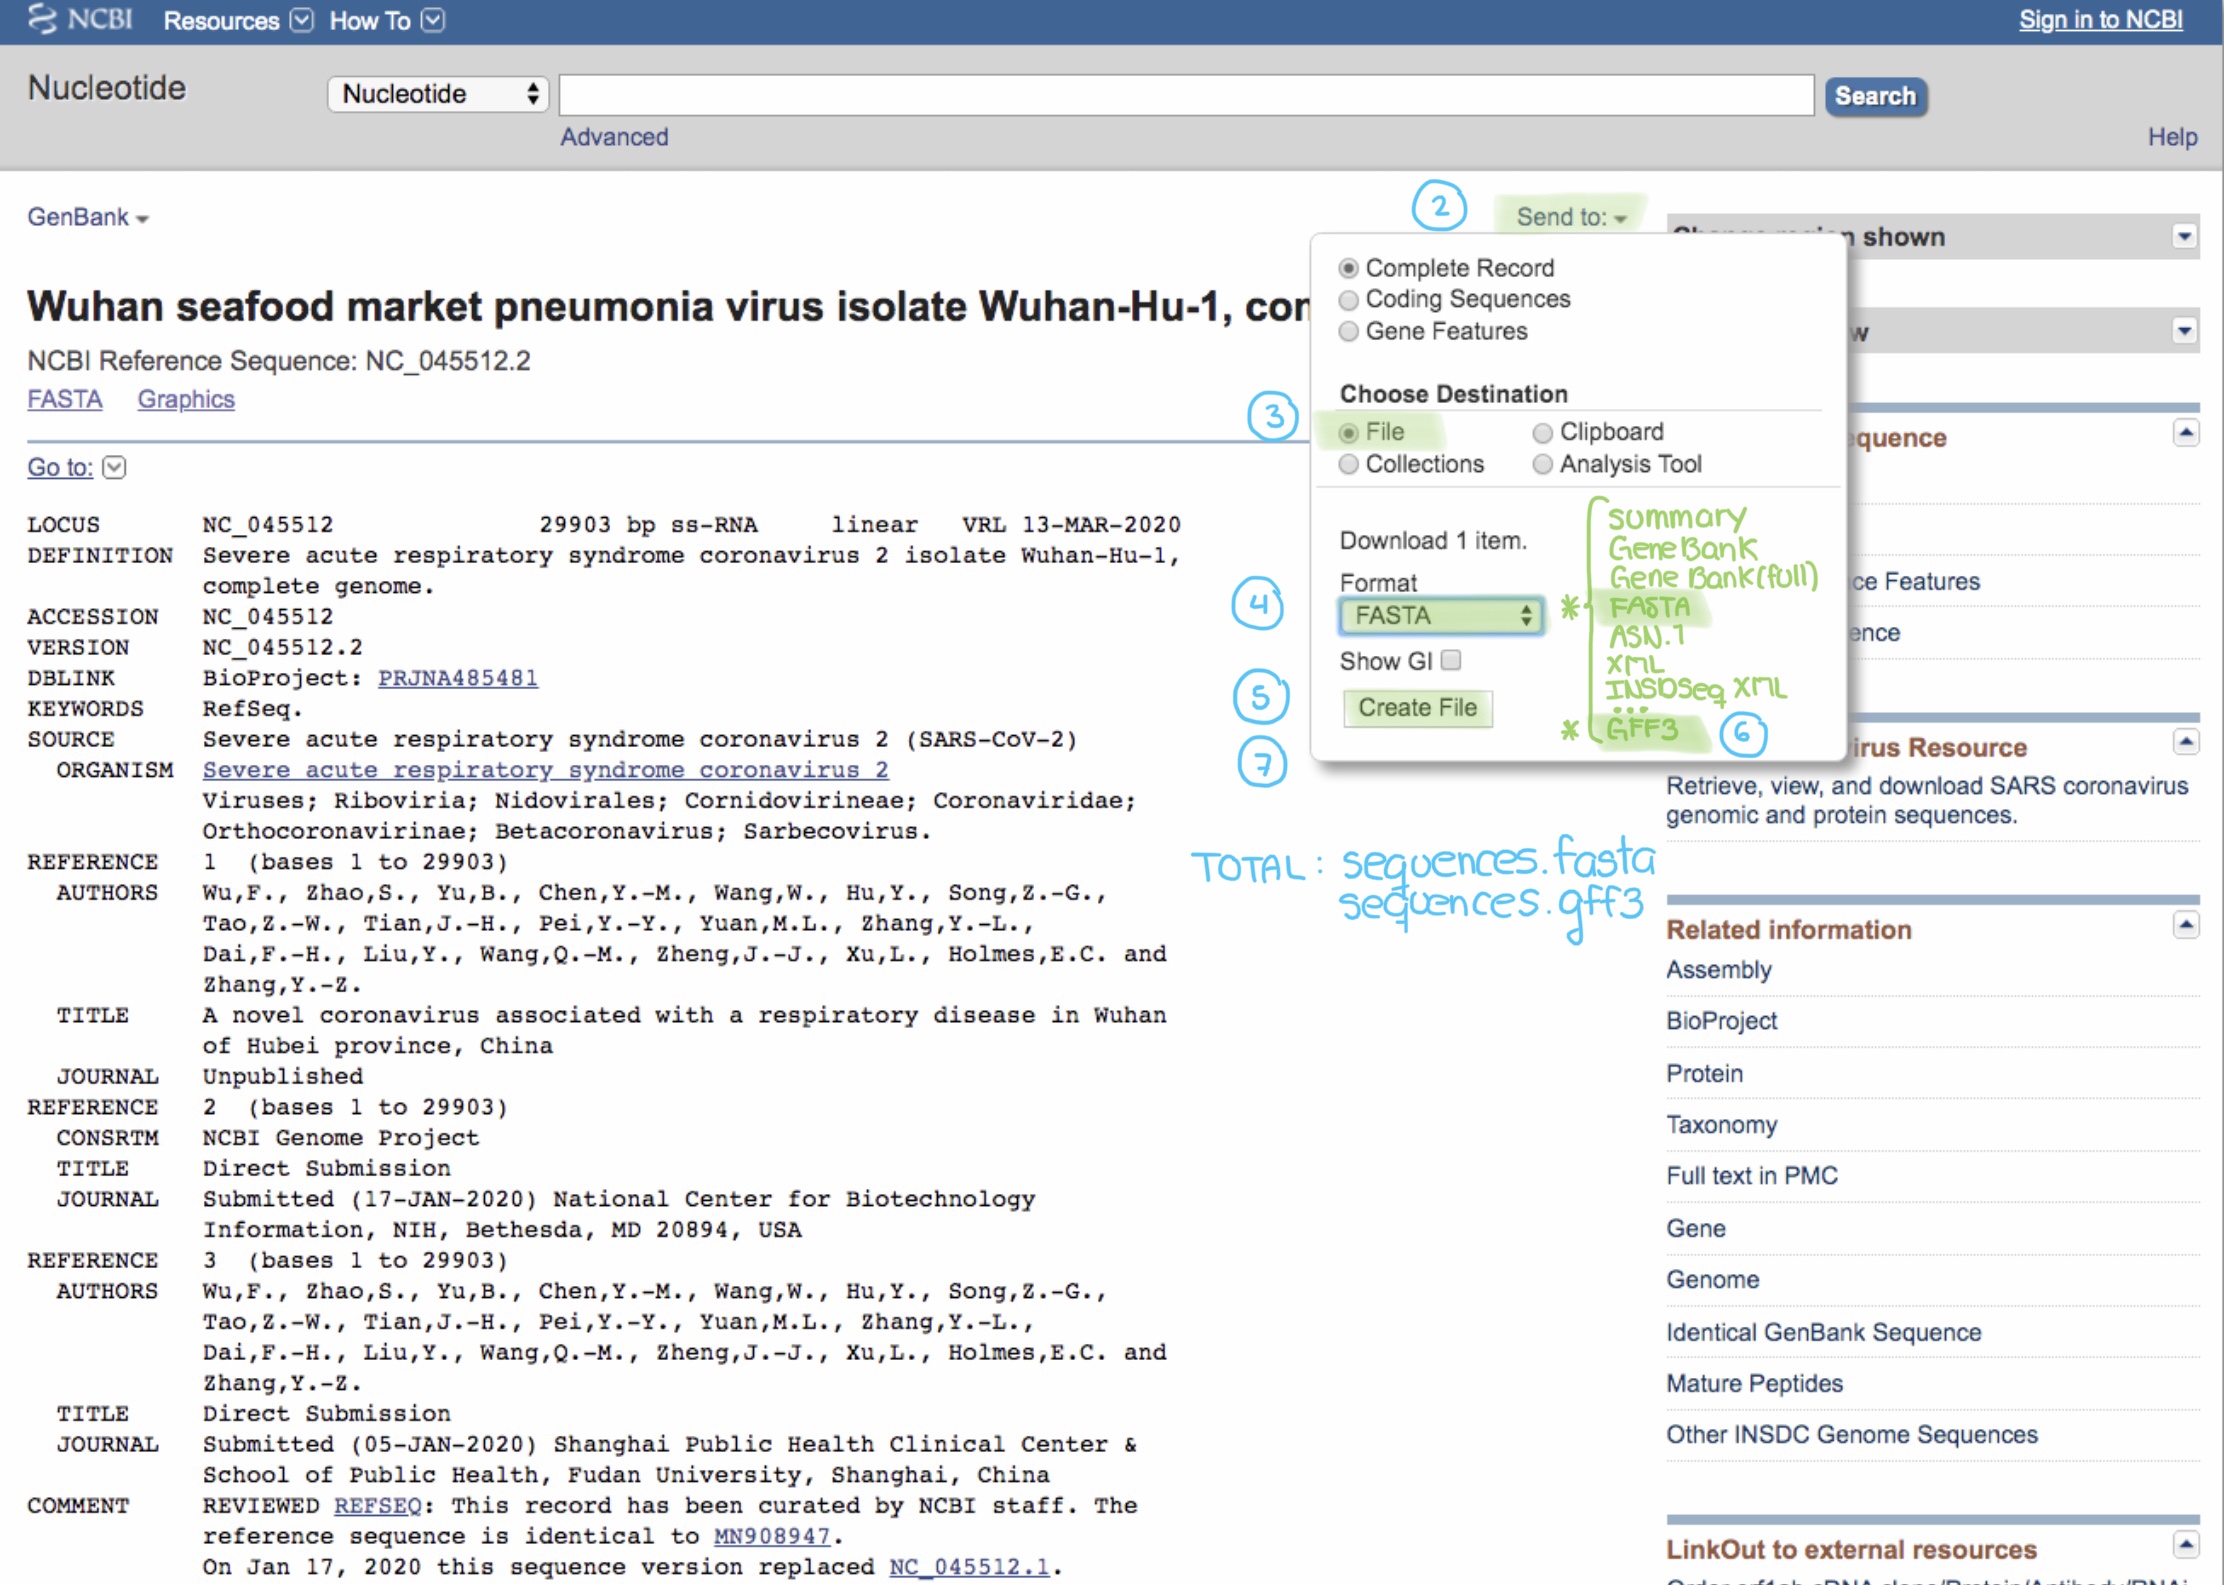 NCBI Resources How To Sign in to NCBI
Nucleotide Nucleotide Search
Advanced Help
GenBank
2 Send to:
shown
Complete Record
Coding Sequences
Gene Features
Wuhan seafood market pneumonia virus isolate Wuhan-Hu-1, con
NCBI Reference Sequence: NC_045512.2
FASTA Graphics
Choose Destination
3 File Clipboard
Collections Analysis Tool
Go to:
Download 1 item.
Format
4 FASTA
Show GI
5 Create File
7
* summary
GeneBank
Gene Bank(full)
FASTA
ASN.1
XML
INSDSeq XML
...
* GFF3 6
TOTAL: sequences.fasta
sequences.gff3
LOCUS NC_045512 29903 bp ss-RNA linear VRL 13-MAR-2020
DEFINITION Severe acute respiratory syndrome coronavirus 2 isolate Wuhan-Hu-1,
complete genome.
ACCESSION NC_045512
VERSION NC_045512.2
DBLINK BioProject: PRJNA485481
KEYWORDS RefSeq.
SOURCE Severe acute respiratory syndrome coronavirus 2 (SARS-CoV-2)
ORGANISM Severe acute respiratory syndrome coronavirus 2
Viruses; Riboviria; Nidovirales; Cornidovirineae; Coronaviridae;
Orthocoronavirinae; Betacoronavirus; Sarbecovirus.
REFERENCE 1 (bases 1 to 29903)
AUTHORS Wu,F., Zhao,S., Yu,B., Chen,Y.-M., Wang,W., Hu,Y., Song,Z.-G.,
Tao,Z.-W., Tian,J.-H., Pei,Y.-Y., Yuan,M.L., Zhang,Y.-L.,
Dai,F.-H., Liu,Y., Wang,Q.-M., Zheng,J.-J., Xu,L., Holmes,E.C. and
Zhang,Y.-Z.
TITLE A novel coronavirus associated with a respiratory disease in Wuhan
of Hubei province, China
JOURNAL Unpublished
REFERENCE 2 (bases 1 to 29903)
CONSRTM NCBI Genome Project
TITLE Direct Submission
JOURNAL Submitted (17-JAN-2020) National Center for Biotechnology
Information, NIH, Bethesda, MD 20894, USA
REFERENCE 3 (bases 1 to 29903)
AUTHORS Wu,F., Zhao,S., Yu,B., Chen,Y.-M., Wang,W., Hu,Y., Song,Z.-G.,
Tao,Z.-W., Tian,J.-H., Pei,Y.-Y., Yuan,M.L., Zhang,Y.-L.,
Dai,F.-H., Liu,Y., Wang,Q.-M., Zheng,J.-J., Xu,L., Holmes,E.C. and
Zhang,Y.-Z.
TITLE Direct Submission
JOURNAL Submitted (05-JAN-2020) Shanghai Public Health Clinical Center &
School of Public Health, Fudan University, Shanghai, China
COMMENT REVIEWED REFSEQ: This record has been curated by NCBI staff. The
reference sequence is identical to MN908947.
On Jan 17, 2020 this sequence version replaced NC_045512.1.
w
equence
ce Features
ence
irus Resource
Retrieve, view, and download SARS coronavirus
genomic and protein sequences.
Related information
Assembly
BioProject
Protein
Taxonomy
Full text in PMC
Gene
Genome
Identical GenBank Sequence
Mature Peptides
Other INSDC Genome Sequences
LinkOut to external resources